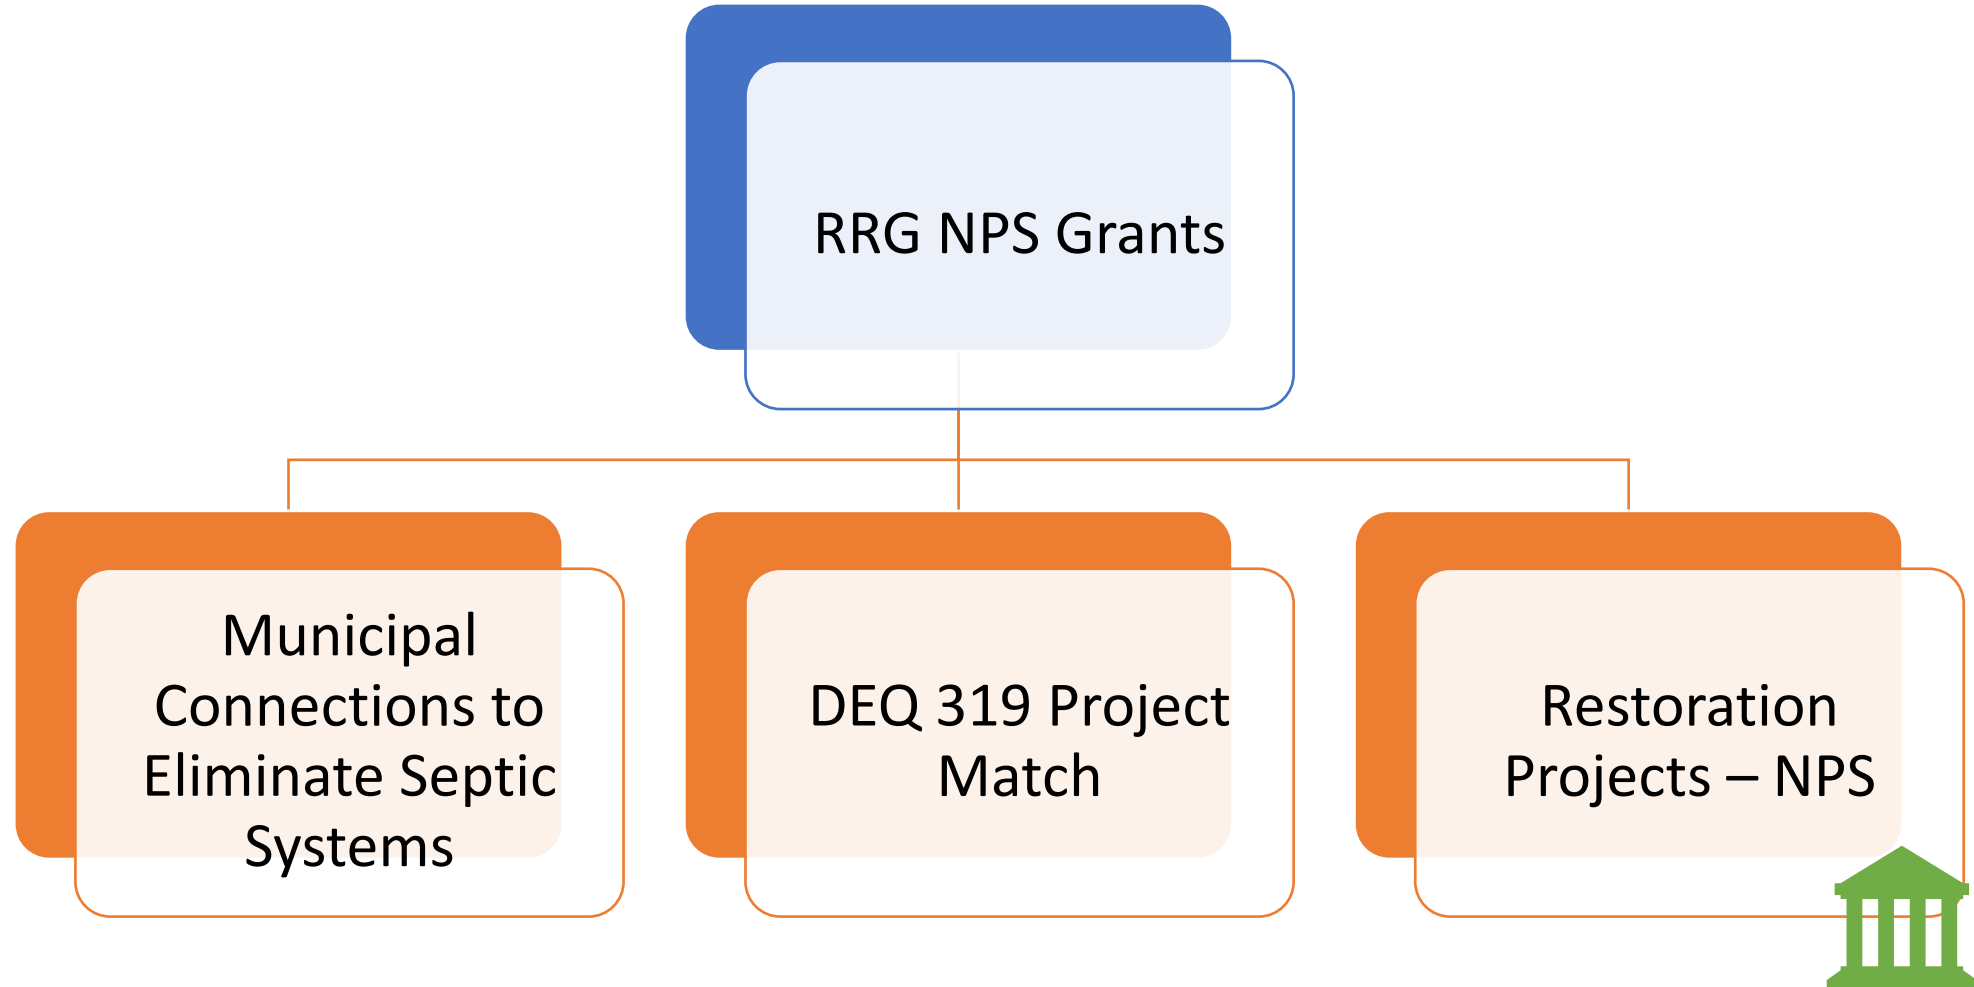 RRG NPS Grants
Municipal
Connections to
Eliminate Septic
Systems
DEQ 319 Project
Match
Restoration
Projects – NPS